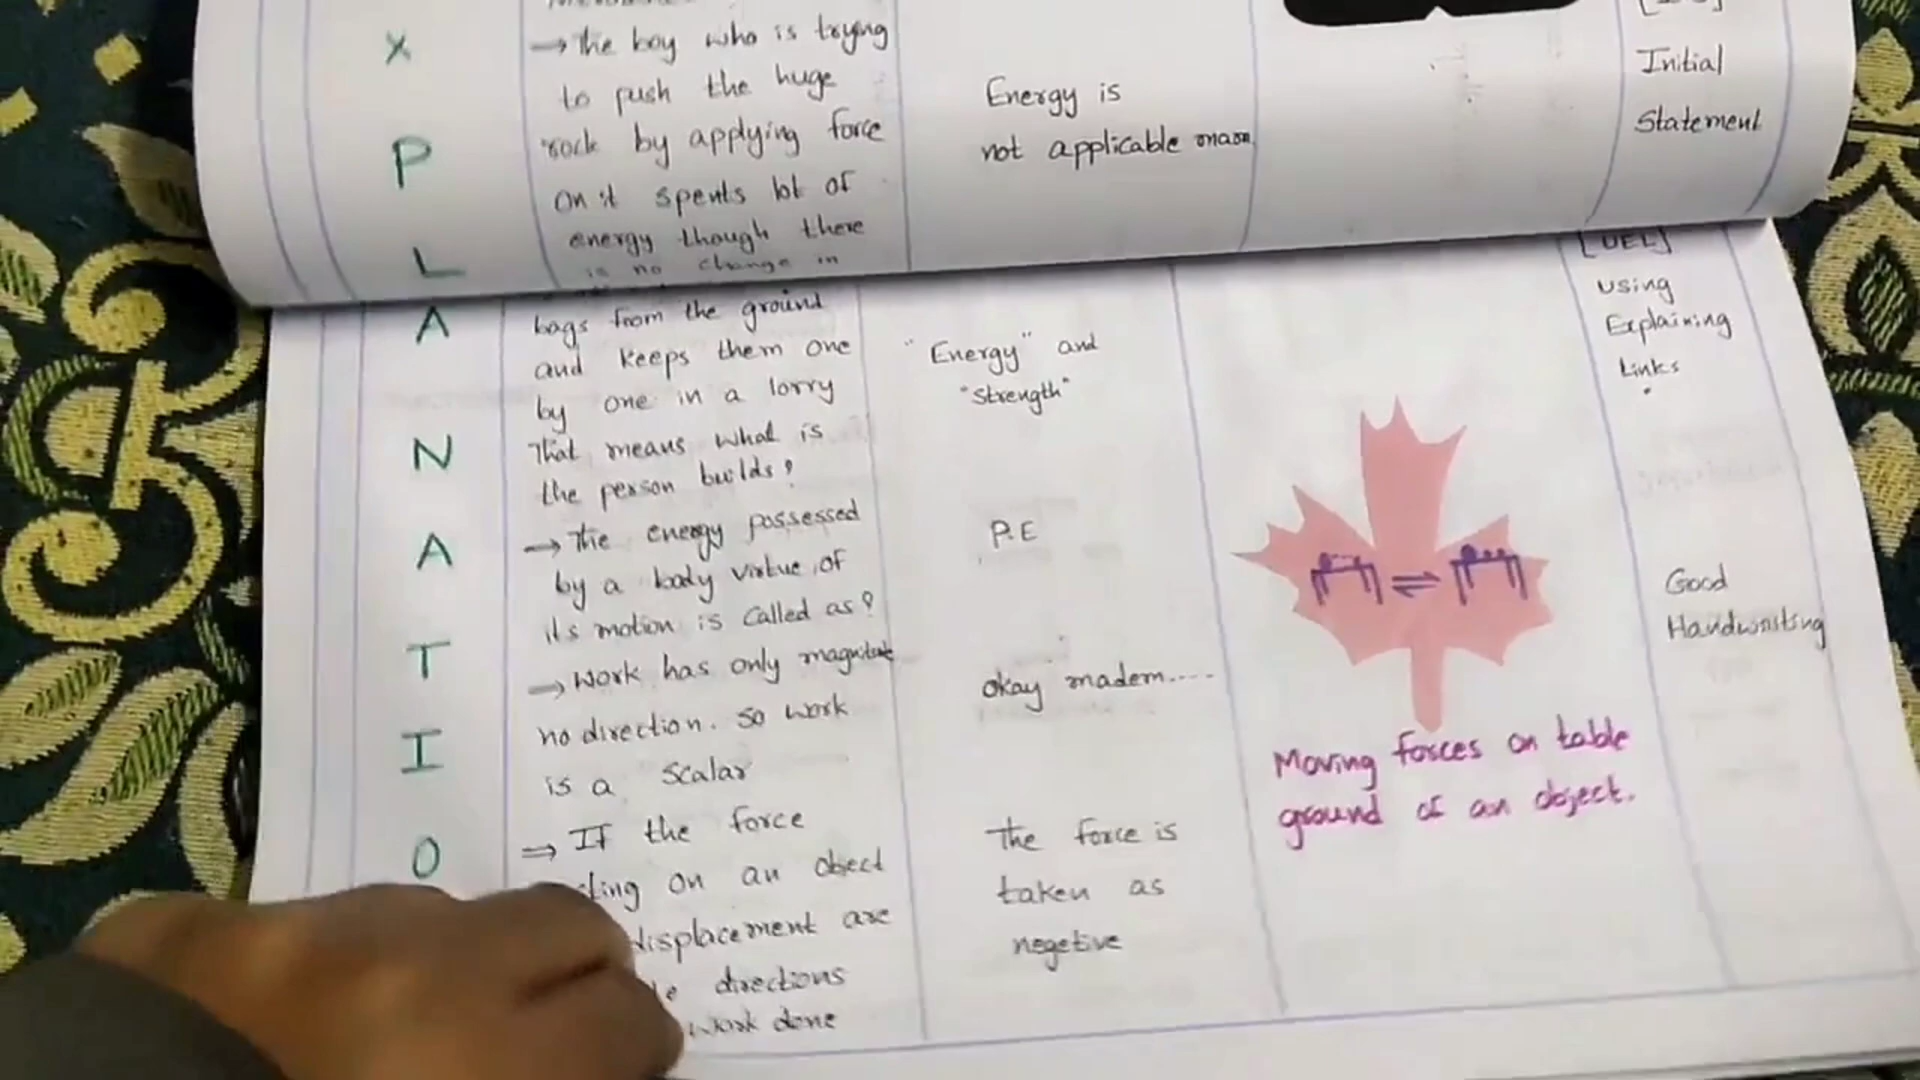 X
P
L
→ The boy who is trying
to push the huge
rock by applying force
on it spents lot of
energy though there
is no change in
Energy is
not applicable
Initial
Statement
A
N
A
T
I
O
bags from the ground
and keeps them one
by one in a lorry
That means what is
the person builds?
→ The energy possessed
by a body virtue of
its motion is called as?
→ Work has only
no direction. So work
is a scalar
⇒ If the force
on an object
displacement are
directions
work done
"Energy" and
"Strength"
P.E
okay madem....
The force is
taken as
negetive
Moving forces on table
ground of an object.
[UEL]
Using
Explaining
Links
Good
Handwriting